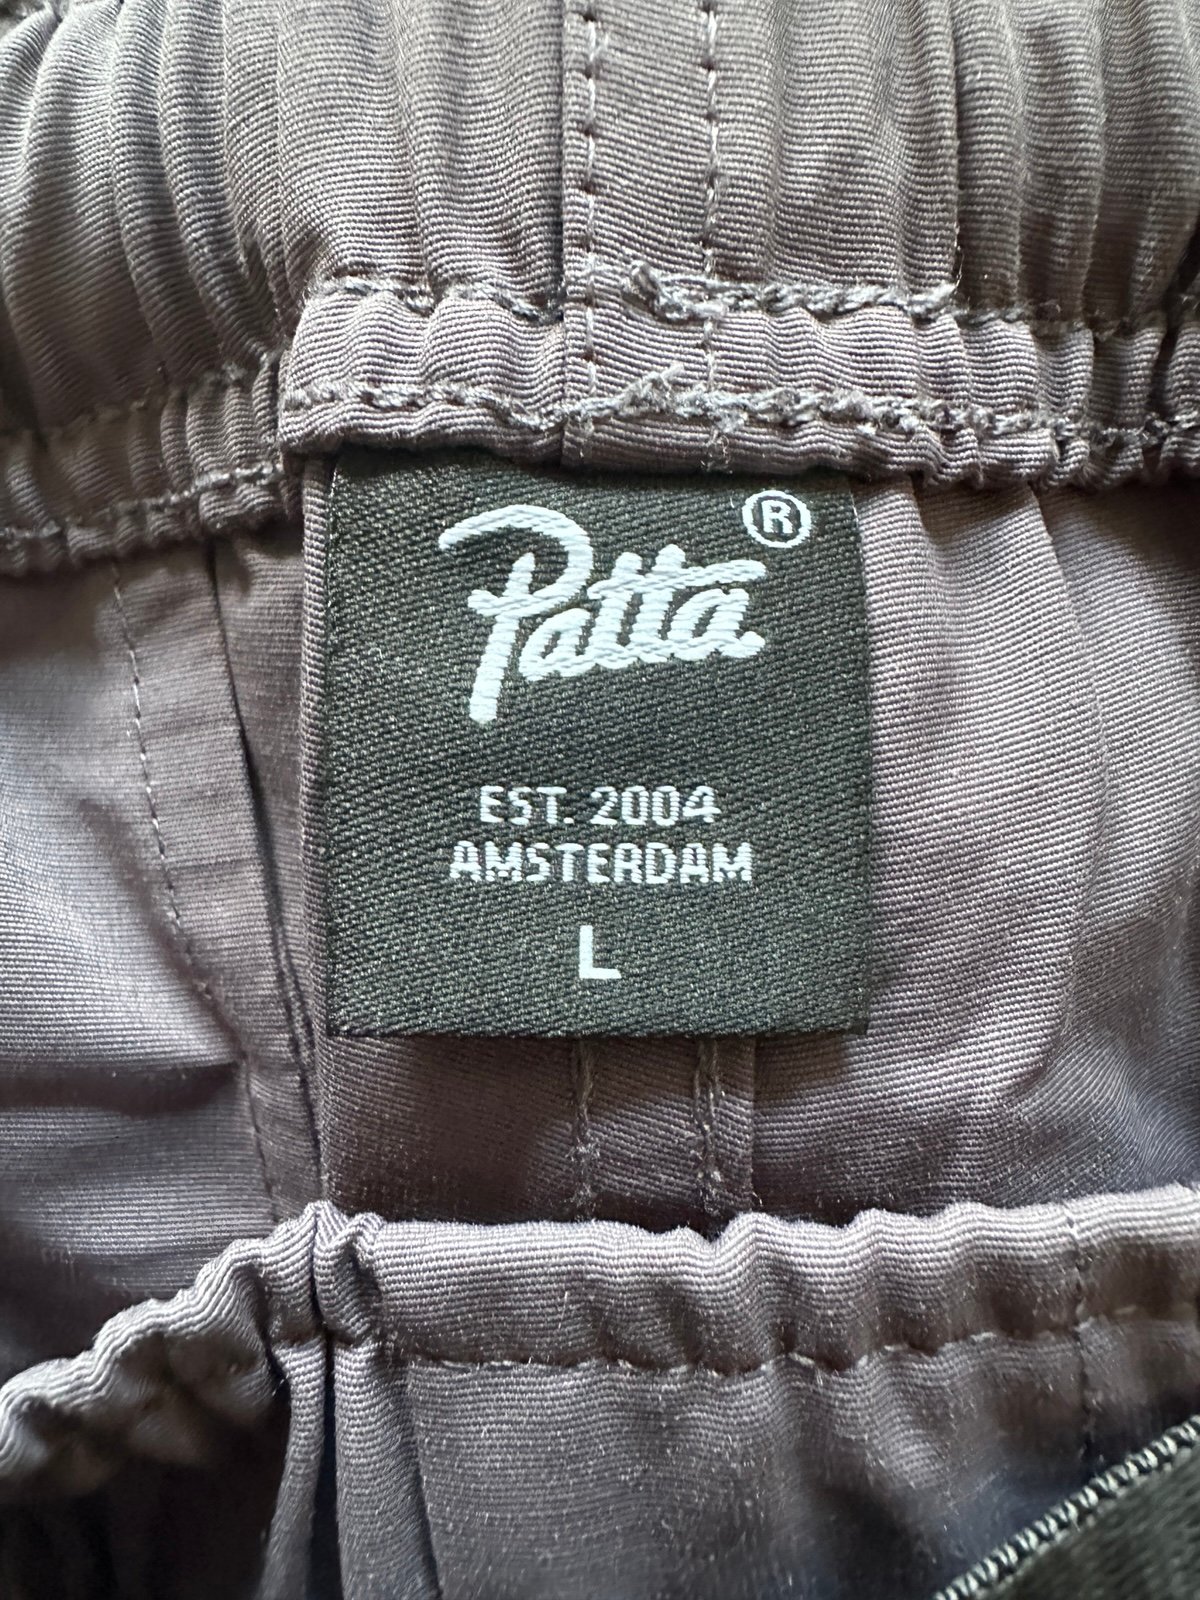 Patta®
EST. 2004
AMSTERDAM
L